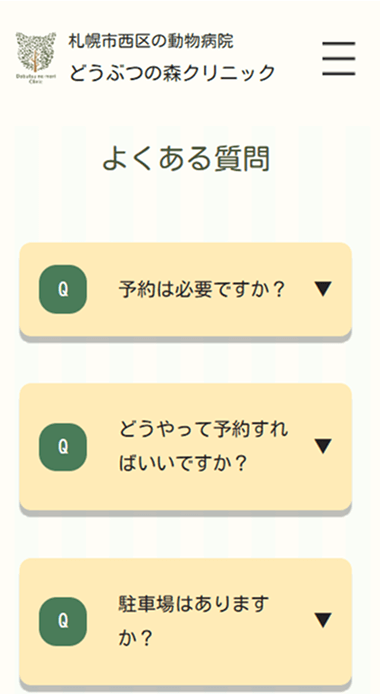 札幌市西区の動物病院
どうぶつの森クリニック
Dobutsu no mori
Clinic
よくある質問
Q
予約は必要ですか？
▼
Q
どうやって予約すれ
ばいいですか？
▼
Q
駐車場はあります
か？
▼